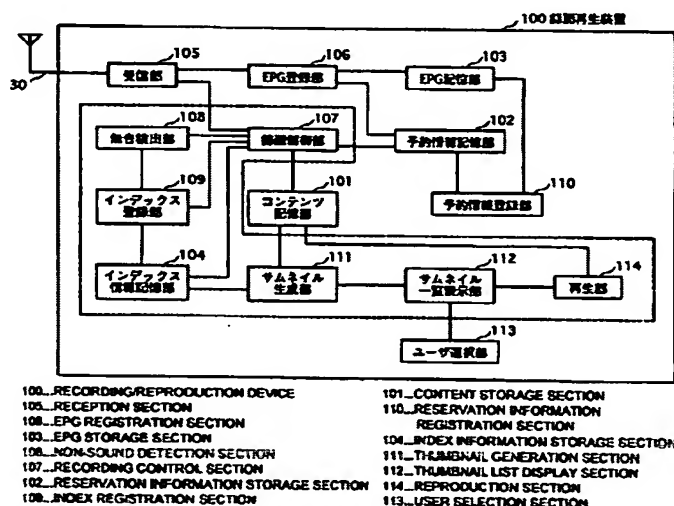 100 録画再生装置
105
受信部
106
EPG登録部
103
EPG記憶部
30
108
無音検出部
107
録画制御部
102
予約情報記憶部
109
インデックス
登録部
101
コンテンツ
記憶部
110
予約情報登録部
104
インデックス
情報記憶部
111
サムネイル
生成部
112
サムネイル
一覧表示部
114
再生部
113
ユーザ選択部
100...RECORDING/REPRODUCTION DEVICE
105...RECEPTION SECTION
106...EPG REGISTRATION SECTION
103...EPG STORAGE SECTION
108...NON-SOUND DETECTION SECTION
107...RECORDING CONTROL SECTION
102...RESERVATION INFORMATION STORAGE SECTION
109...INDEX REGISTRATION SECTION
101...CONTENT STORAGE SECTION
110...RESERVATION INFORMATION
REGISTRATION SECTION
104...INDEX INFORMATION STORAGE SECTION
111...THUMBNAIL GENERATION SECTION
112...THUMBNAIL LIST DISPLAY SECTION
114...REPRODUCTION SECTION
113...USER SELECTION SECTION